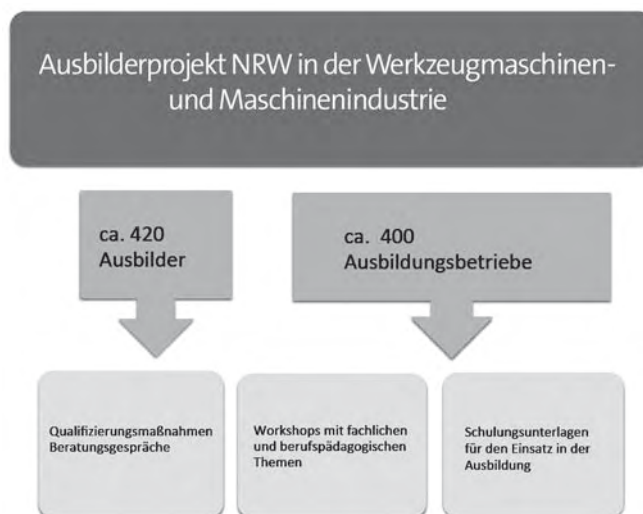 Ausbilderprojekt NRW in der Werkzeugmaschinen-
und Maschinenindustrie
ca. 420
Ausbilder
ca. 400
Ausbildungsbetriebe
Qualifizierungsmaßnahmen
Beratungsgespräche
Workshops mit fachlichen
und berufspädagogischen
Themen
Schulungsunterlagen
für den Einsatz in der
Ausbildung